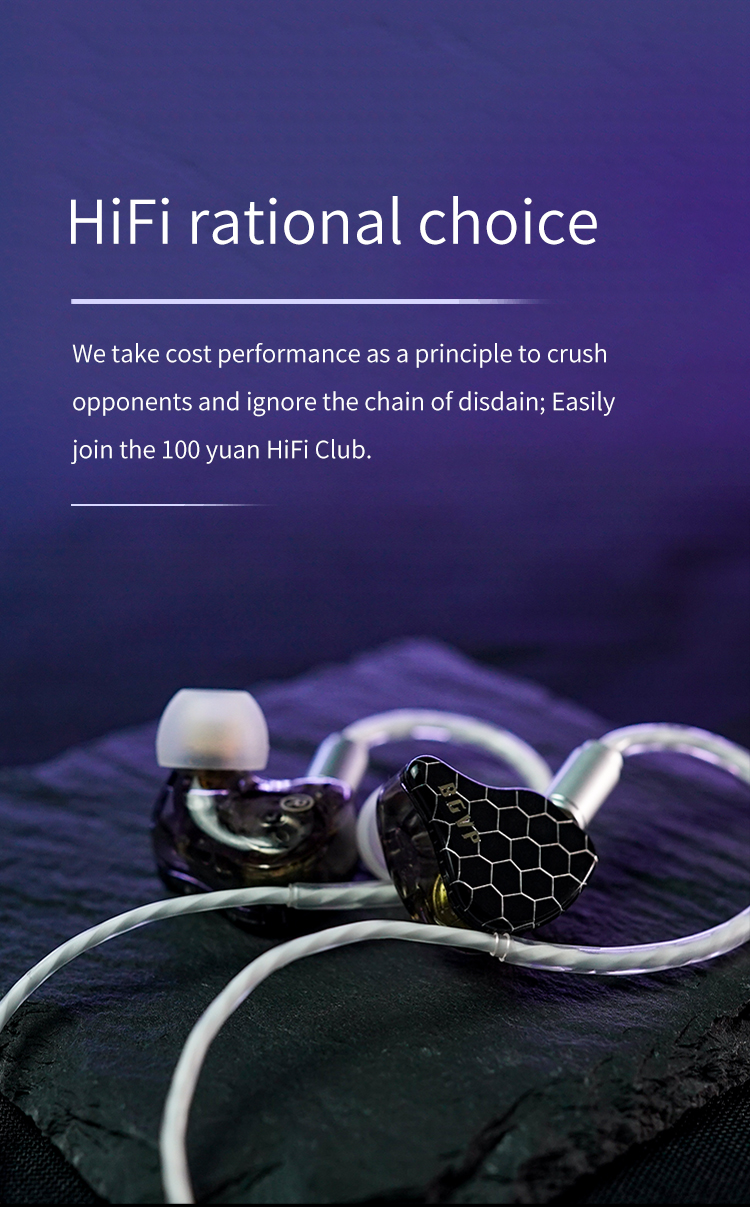 HiFi rational choice
We take cost performance as a principle to crush
opponents and ignore the chain of disdain; Easily
join the 100 yuan HiFi Club.
BGVP